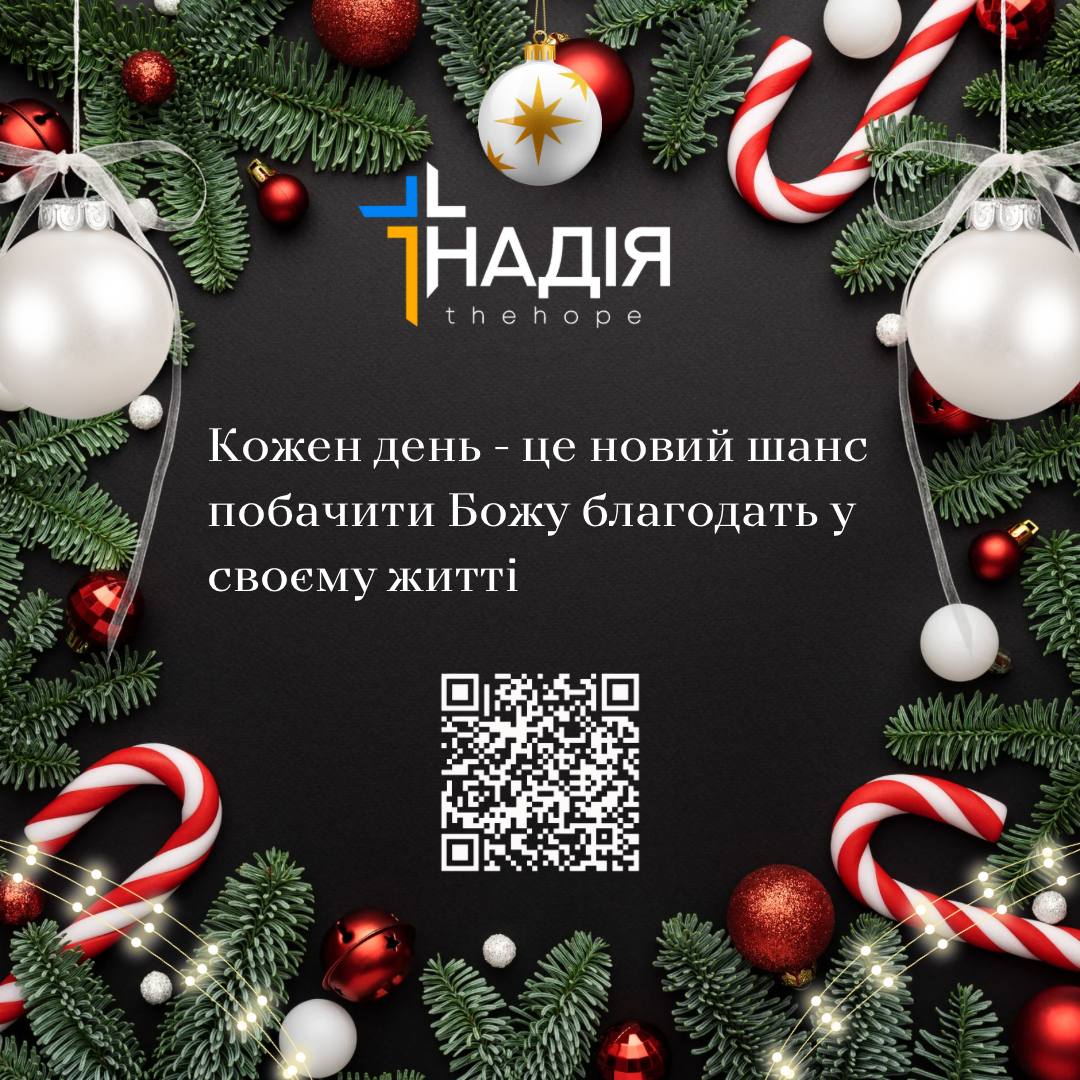 НАДІЯ
thehope
Кожен день - це новий шанс
побачити Божу благодать у
своєму житті